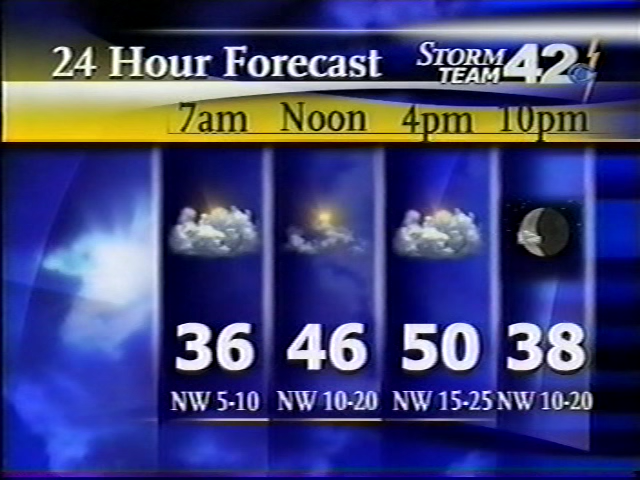 24 Hour Forecast
STORM TEAM 42
7am Noon 4pm 10pm
36 46 50 38
NW 5-10 NW 10-20 NW 15-25 NW 10-20